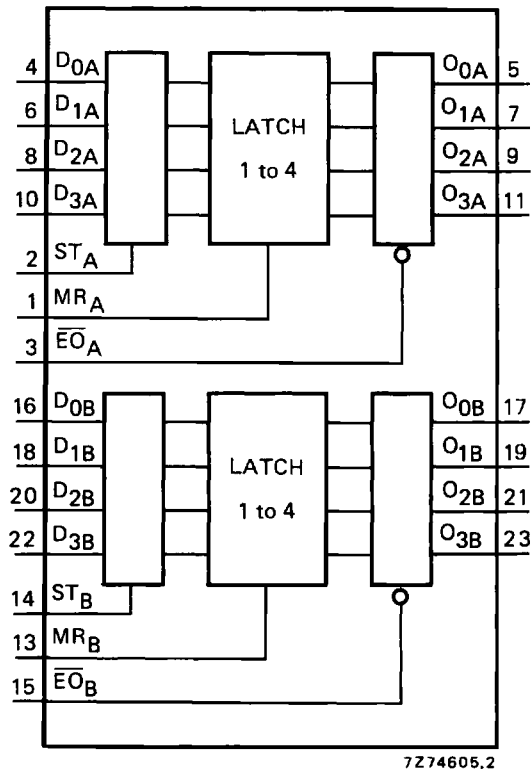 4 D0A O0A 5
6 D1A O1A 7
8 D2A LATCH O2A 9
1 to 4
10 D3A O3A 11
2 STA
1 MRA
3 E̅O̅A
16 D0B O0B 17
18 D1B O1B 19
LATCH
20 D2B O2B 21
1 to 4
22 D3B O3B 23
14 STB
13 MRB
15 E̅O̅B
7Z74605.2